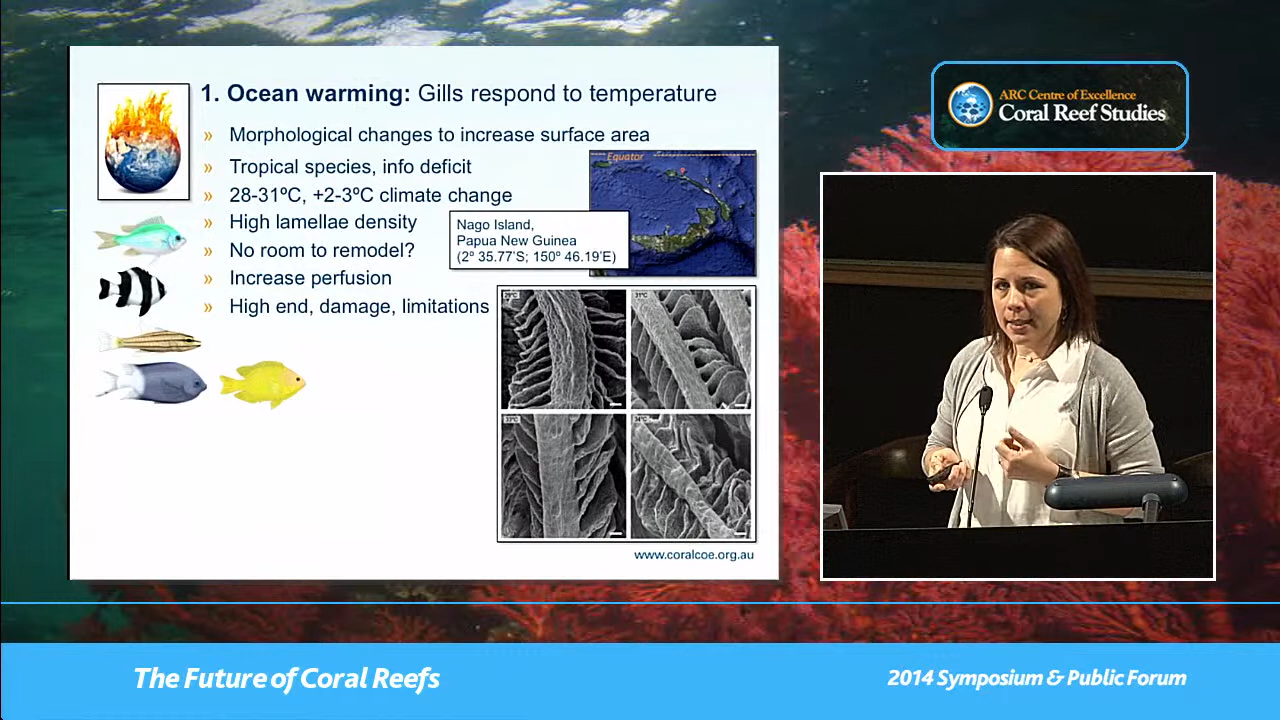 1. Ocean warming: Gills respond to temperature
» Morphological changes to increase surface area
» Tropical species, info deficit
» 28-31ºC, +2-3ºC climate change
» High lamellae density
» No room to remodel?
» Increase perfusion
» High end, damage, limitations
Equator
Nago Island,
Papua New Guinea
(2º 35.77'S; 150º 46.19'E)
31ºC
34ºC
www.coralcoe.org.au
ARC Centre of Excellence
Coral Reef Studies
The Future of Coral Reefs
2014 Symposium & Public Forum